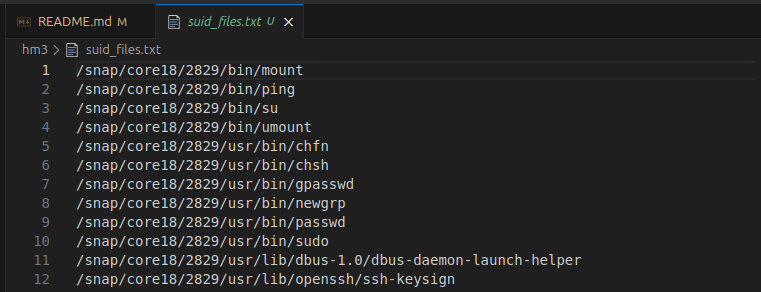 README.md M
suid_files.txt U
hm3 > suid_files.txt
1 /snap/core18/2829/bin/mount
2 /snap/core18/2829/bin/ping
3 /snap/core18/2829/bin/su
4 /snap/core18/2829/bin/umount
5 /snap/core18/2829/usr/bin/chfn
6 /snap/core18/2829/usr/bin/chsh
7 /snap/core18/2829/usr/bin/gpasswd
8 /snap/core18/2829/usr/bin/newgrp
9 /snap/core18/2829/usr/bin/passwd
10 /snap/core18/2829/usr/bin/sudo
11 /snap/core18/2829/usr/lib/dbus-1.0/dbus-daemon-launch-helper
12 /snap/core18/2829/usr/lib/openssh/ssh-keysign